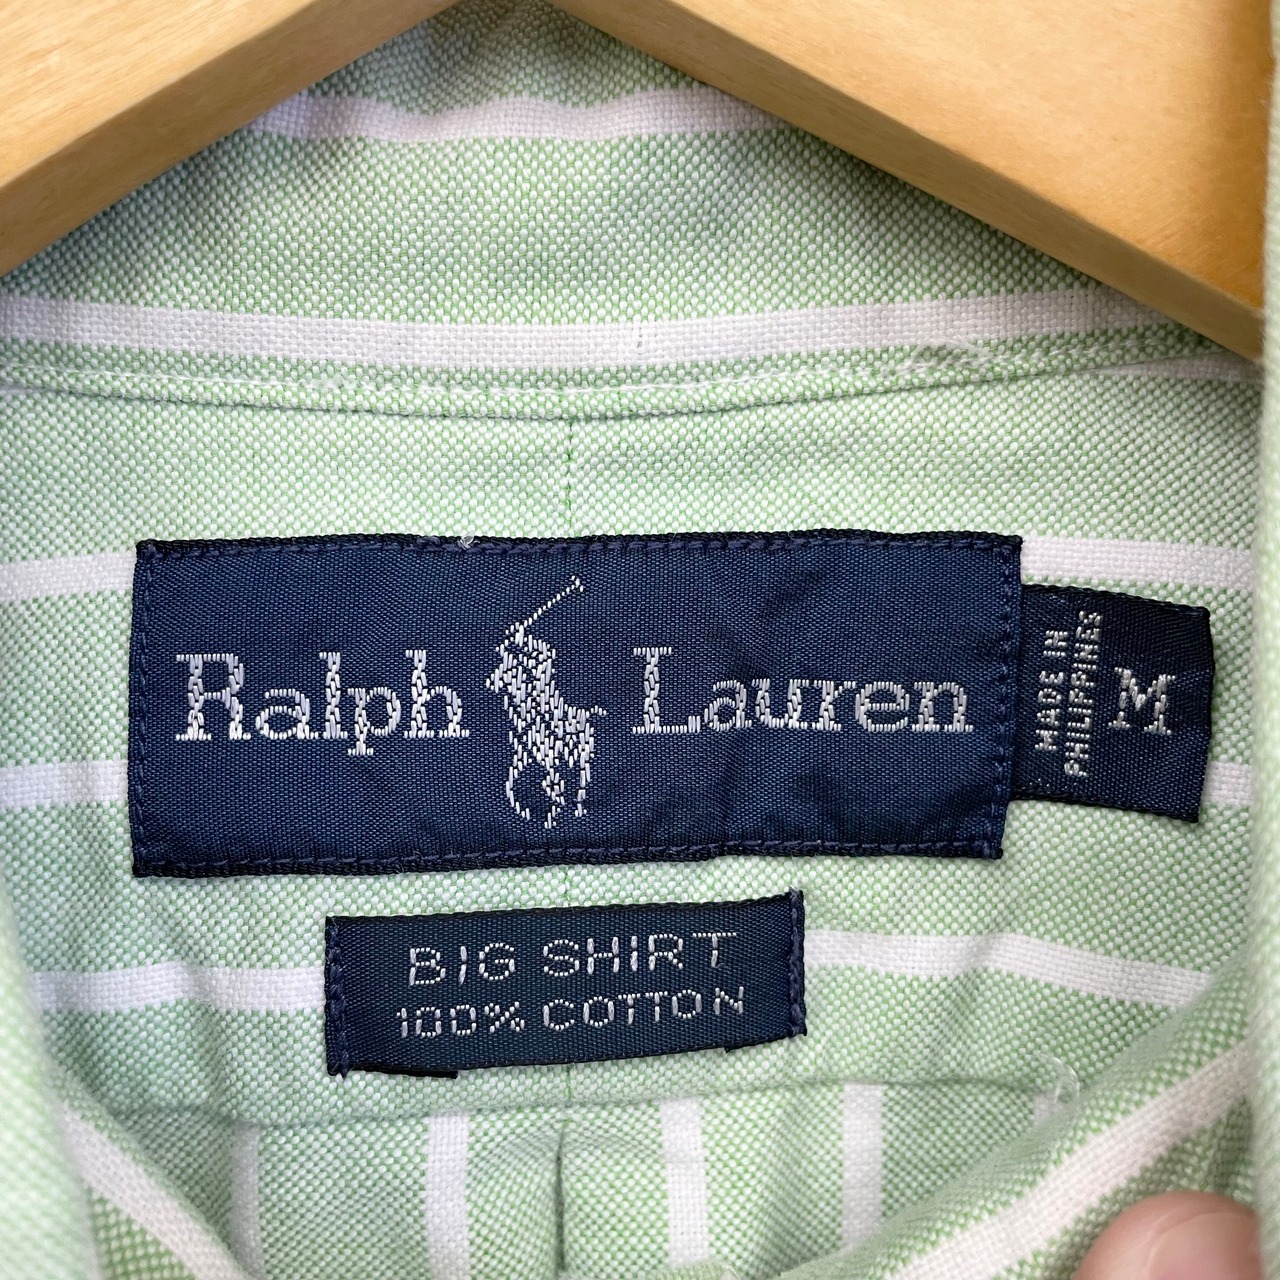 Ralph Lauren
MADE IN
PHILIPPINES
M
BIG SHIRT
100% COTTON